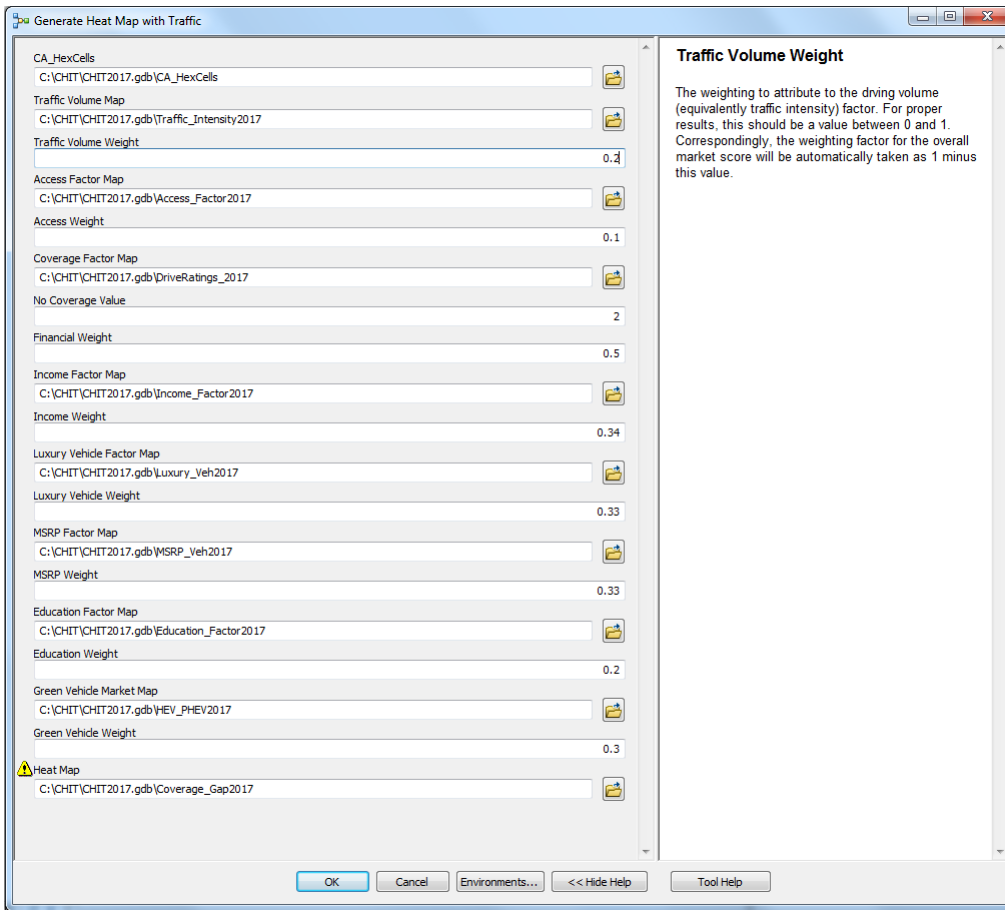 Generate Heat Map with Traffic
CA_HexCells
C:\CHIT\CHIT2017.gdb\CA_HexCells
Traffic Volume Map
C:\CHIT\CHIT2017.gdb\Traffic_Intensity2017
Traffic Volume Weight
0.2
Access Factor Map
C:\CHIT\CHIT2017.gdb\Access_Factor2017
Access Weight
0.1
Coverage Factor Map
C:\CHIT\CHIT2017.gdb\DriveRatings_2017
No Coverage Value
2
Financial Weight
0.5
Income Factor Map
C:\CHIT\CHIT2017.gdb\Income_Factor2017
Income Weight
0.34
Luxury Vehicle Factor Map
C:\CHIT\CHIT2017.gdb\Luxury_Veh2017
Luxury Vehicle Weight
0.33
MSRP Factor Map
C:\CHIT\CHIT2017.gdb\MSRP_Veh2017
MSRP Weight
0.33
Education Factor Map
C:\CHIT\CHIT2017.gdb\Education_Factor2017
Education Weight
0.2
Green Vehicle Market Map
C:\CHIT\CHIT2017.gdb\HEV_PHEV2017
Green Vehicle Weight
0.3
Heat Map
C:\CHIT\CHIT2017.gdb\Coverage_Gap2017
Traffic Volume Weight
The weighting to attribute to the drving volume
(equivalently traffic intensity) factor. For proper
results, this should be a value between 0 and 1.
Correspondingly, the weighting factor for the overall
market score will be automatically taken as 1 minus
this value.
OK
Cancel
Environments...
<< Hide Help
Tool Help